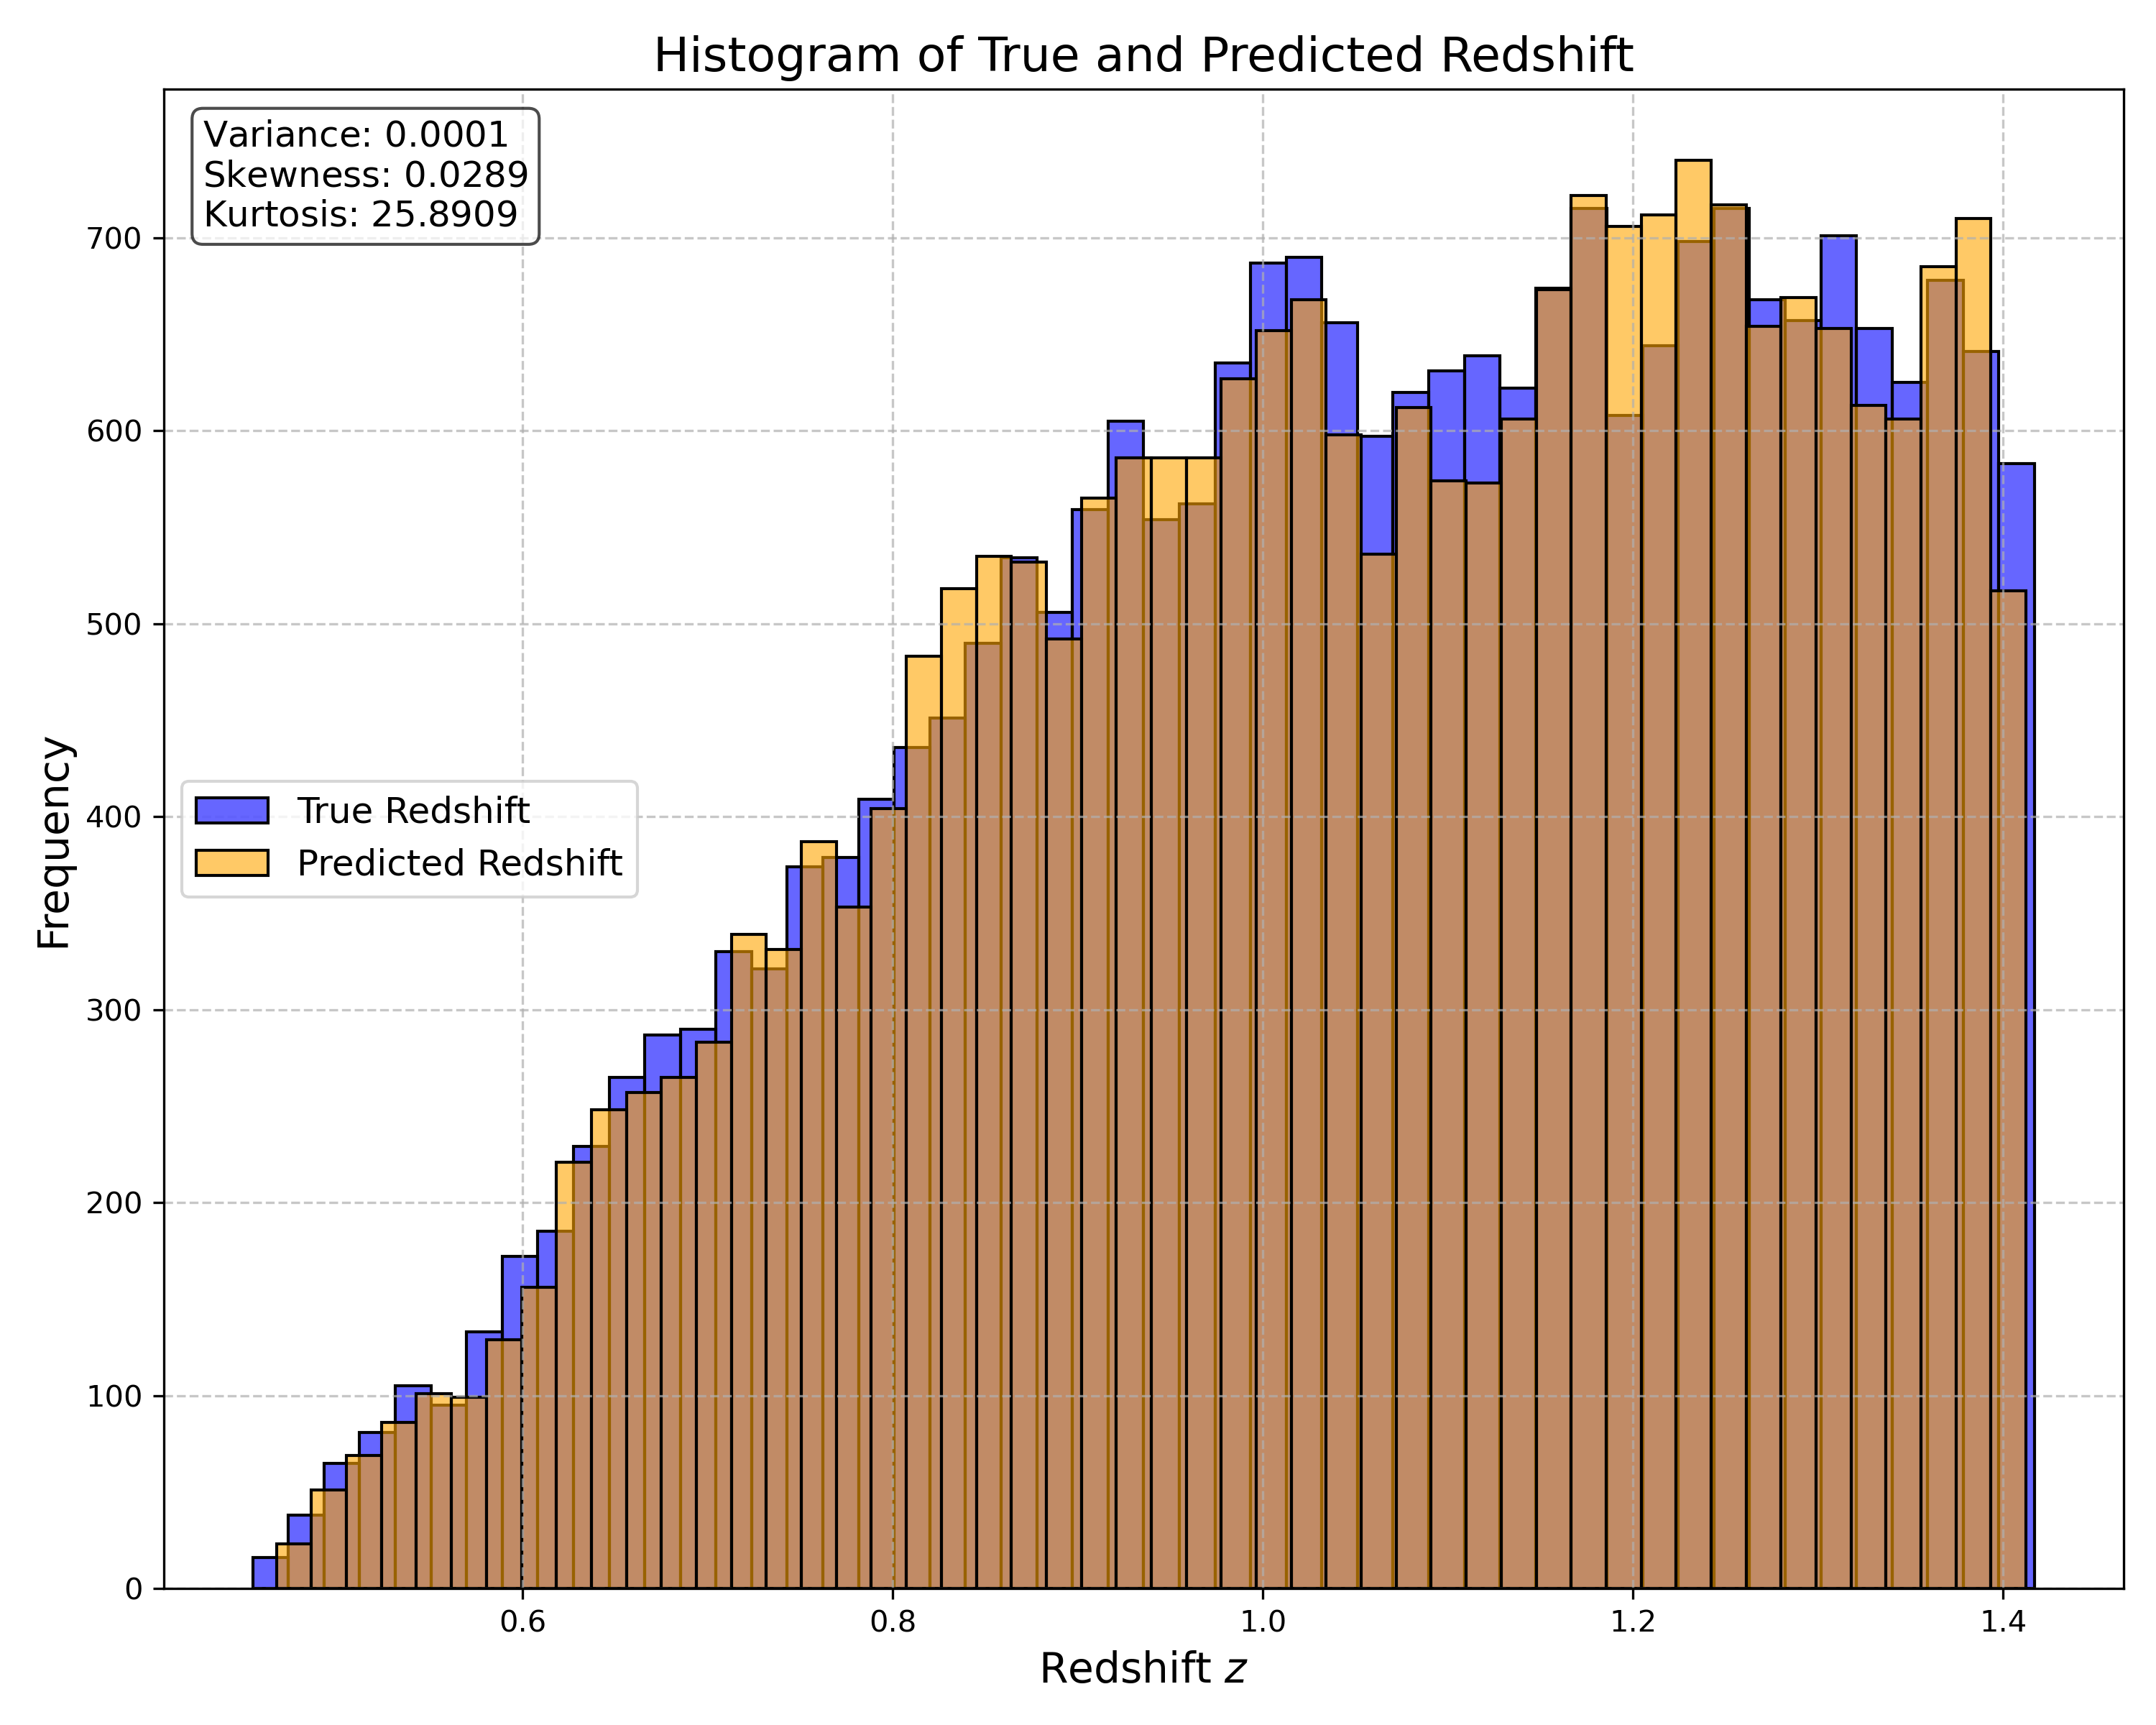 Histogram of True and Predicted Redshift
Variance: 0.0001
Skewness: 0.0289
Kurtosis: 25.8909
700
600
500
400
300
200
100
0
Frequency
True Redshift
Predicted Redshift
0.6 0.8 1.0 1.2 1.4
Redshift z